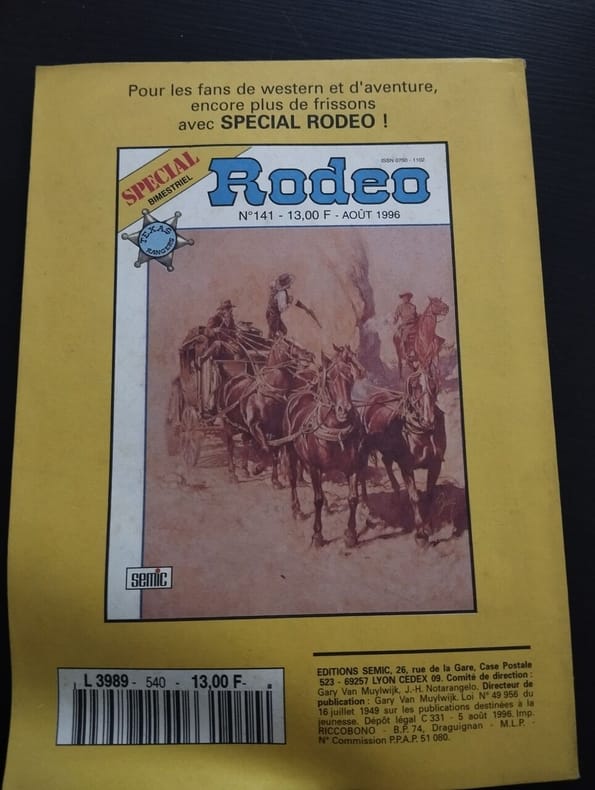 Pour les fans de western et d'aventure,
encore plus de frissons
avec SPECIAL RODEO !
SPECIAL
BIMESTRIEL
Rodeo
ISSN 0750 - 1102
N°141 - 13,00 F - AOÛT 1996
TEXAS
RANGERS
semic
L 3989 - 540 - 13,00 F-
EDITIONS SEMIC, 26, rue de la Gare, Case Postale
523 - 69257 LYON CEDEX 09. Comité de direction :
Gary Van Muylwijk, J.-H. Notarangelo. Directeur de
publication : Gary Van Muylwijk. Loi N° 49 956 du
16 juillet 1949 sur les publications destinées à la
jeunesse. Dépôt légal C 331 - 5 août 1996. Imp.
RICCOBONO - B.P. 74, Draguignan - M.L.P. -
N° Commission P.P.A.P. 51 080.